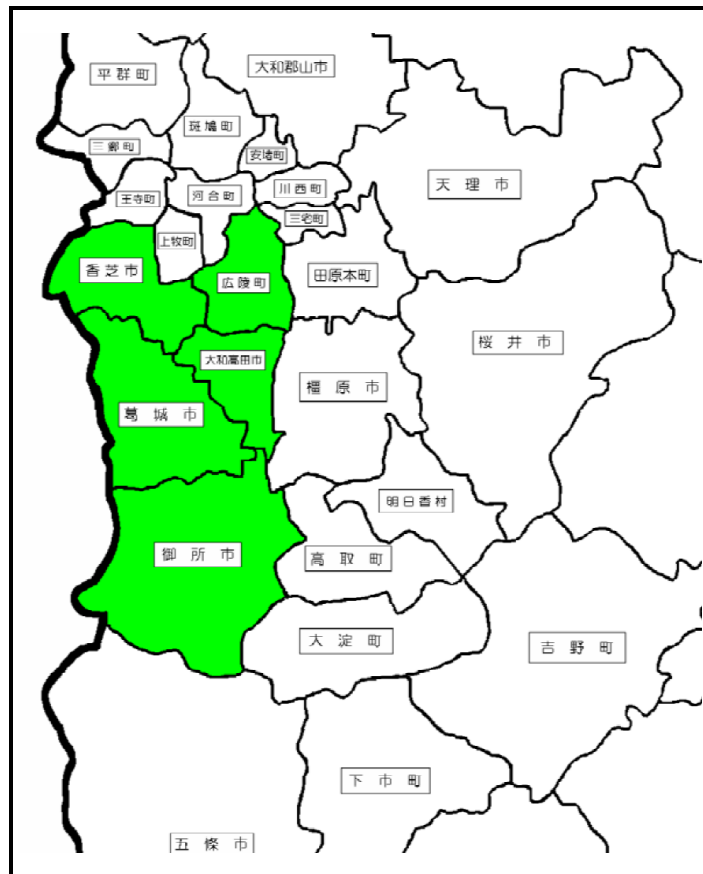 平群町
大和郡山市
斑鳩町
三郷町
安堵町
天理市
王寺町
河合町
川西町
三宅町
上牧町
香芝市
広陵町
田原本町
桜井市
大和高田市
橿原市
葛城市
明日香村
御所市
高取町
大淀町
吉野町
下市町
五條市